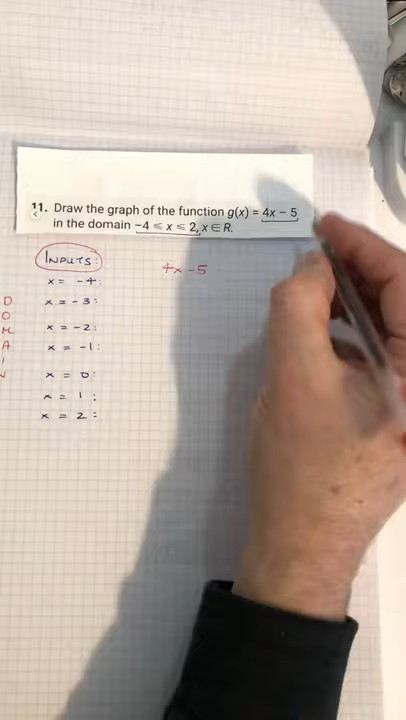 11. Draw the graph of the function g(x) = 4x − 5
in the domain −4 ⩽ x ⩽ 2, x ∈ R.
INPUTS:
4x - 5
x = -4:
D x = -3:
O
M x = -2:
A x = -1:
I
N x = 0:
x = 1 :
x = 2 :